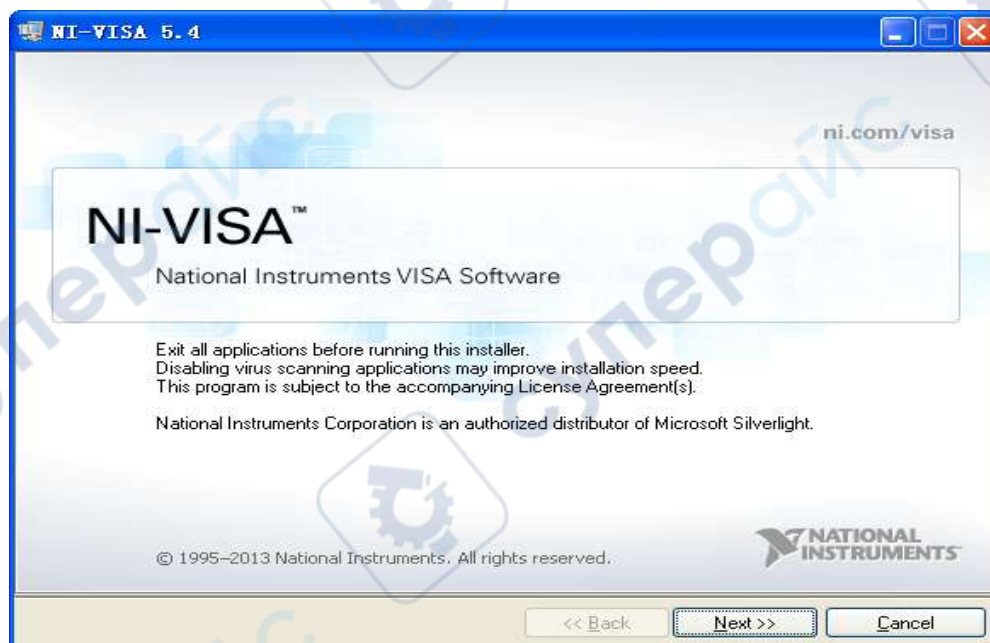 NI-VISA 5.4
ni.com/visa
NI-VISA™
National Instruments VISA Software
Exit all applications before running this installer.
Disabling virus scanning applications may improve installation speed.
This program is subject to the accompanying License Agreement(s).
National Instruments Corporation is an authorized distributor of Microsoft Silverlight.
© 1995–2013 National Instruments. All rights reserved.
NATIONAL
INSTRUMENTS
<< Back
Next >>
Cancel
суперайс